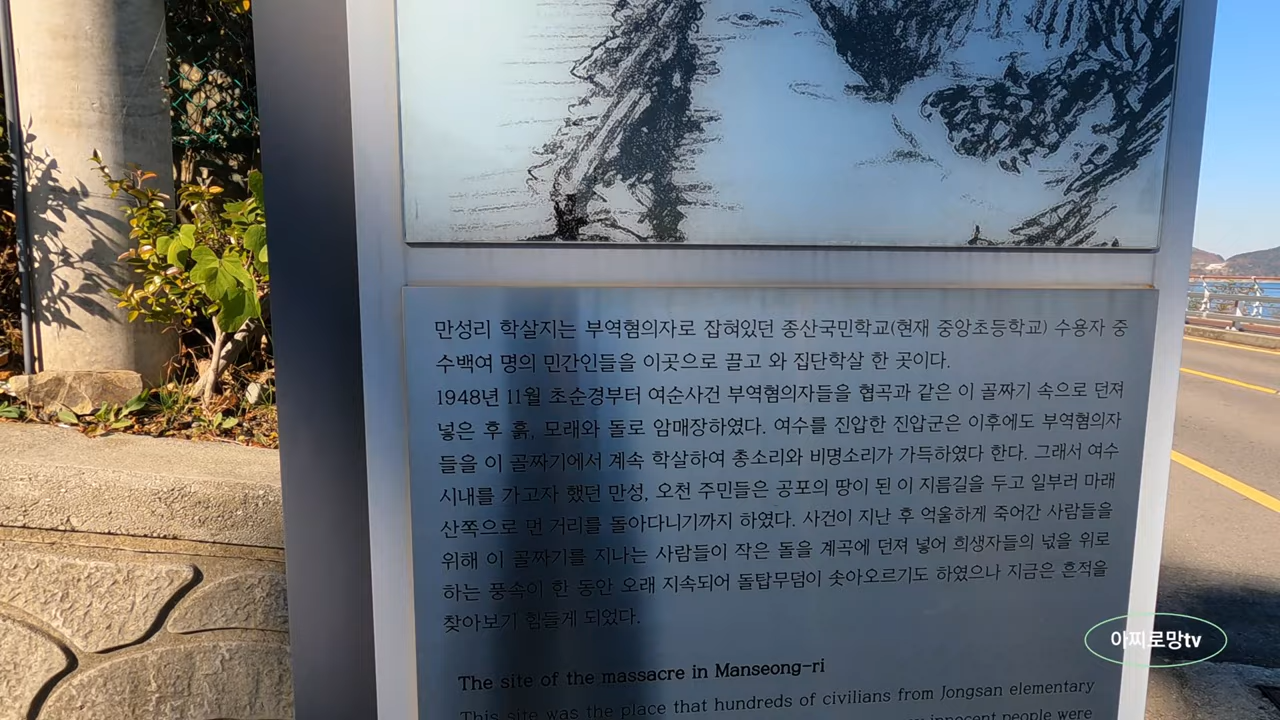 만성리 학살지는 부역혐의자로 잡혀있던 종산국민학교(현재 중앙초등학교) 수용자 중
수백여 명의 민간인들을 이곳으로 끌고 와 집단학살 한 곳이다.
1948년 11월 초순경부터 여순사건 부역혐의자들을 협곡과 같은 이 골짜기 속으로 던져
넣은 후 흙, 모래와 돌로 암매장하였다. 여수를 진압한 진압군은 이후에도 부역혐의자
들을 이 골짜기에서 계속 학살하여 총소리와 비명소리가 가득하였다 한다. 그래서 여수
시내를 가고자 했던 만성, 오천 주민들은 공포의 땅이 된 이 지름길을 두고 일부러 마래
산쪽으로 먼 거리를 돌아다니기까지 하였다. 사건이 지난 후 억울하게 죽어간 사람들을
위해 이 골짜기를 지나는 사람들이 작은 돌을 계곡에 던져 넣어 희생자들의 넋을 위로
하는 풍속이 한 동안 오래 지속되어 돌탑무덤이 솟아오르기도 하였으나 지금은 흔적을
찾아보기 힘들게 되었다.
The site of the massacre in Manseong-ri
This site was the place that hundreds of civilians from Jongsan elementary
innocent people were
아찌로망tv